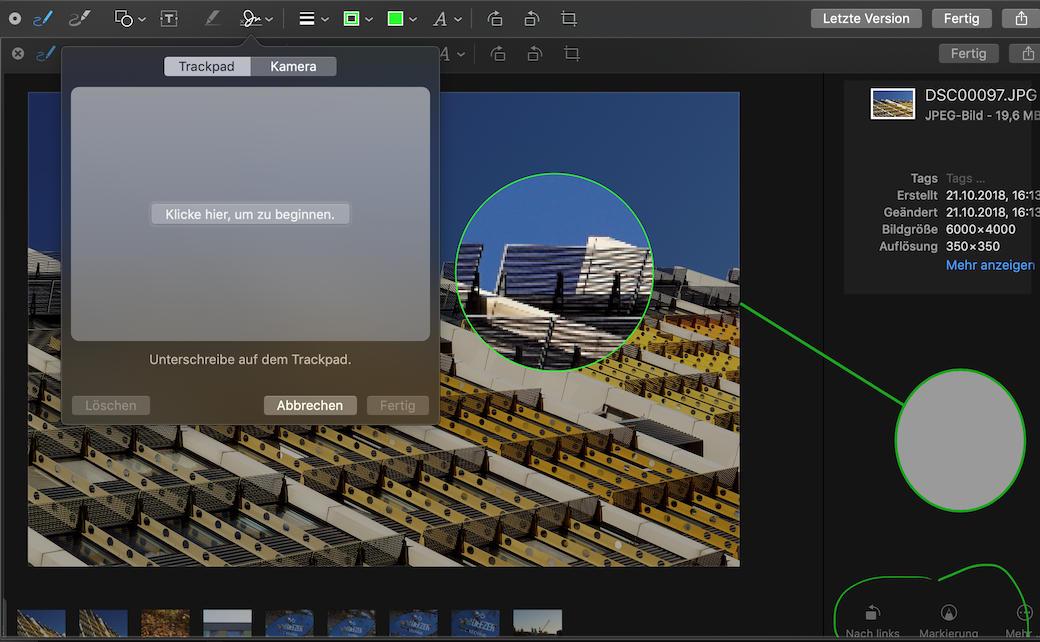 A
Letzte Version
Fertig
A
Fertig
Trackpad
Kamera
Klicke hier, um zu beginnen.
Unterschreibe auf dem Trackpad.
Löschen
Abbrechen
Fertig
DSC00097.JPG
JPEG-Bild - 19,6 MB
Tags Tags ...
Erstellt 21.10.2018, 16:13
Geändert 21.10.2018, 16:13
Bildgröße 6000×4000
Auflösung 350×350
Mehr anzeigen
Nach links
Markierung
Mehr